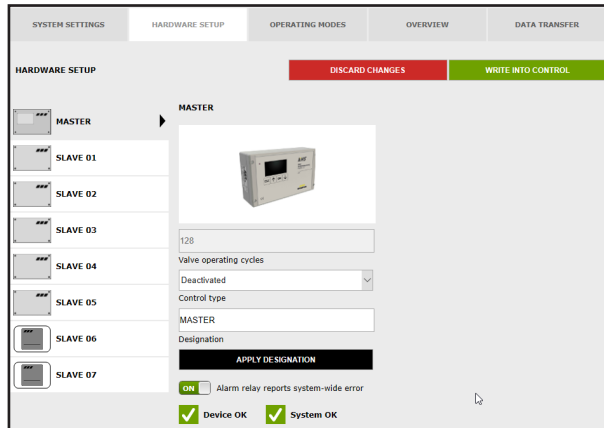 SYSTEM SETTINGS
HARDWARE SETUP
OPERATING MODES
OVERVIEW
DATA TRANSFER
HARDWARE SETUP
DISCARD CHANGES
WRITE INTO CONTROL
MASTER
SLAVE 01
SLAVE 02
SLAVE 03
SLAVE 04
SLAVE 05
SLAVE 06
SLAVE 07
MASTER
128
Valve operating cycles
Deactivated
Control type
MASTER
Designation
APPLY DESIGNATION
ON Alarm relay reports system-wide error
Device OK
System OK